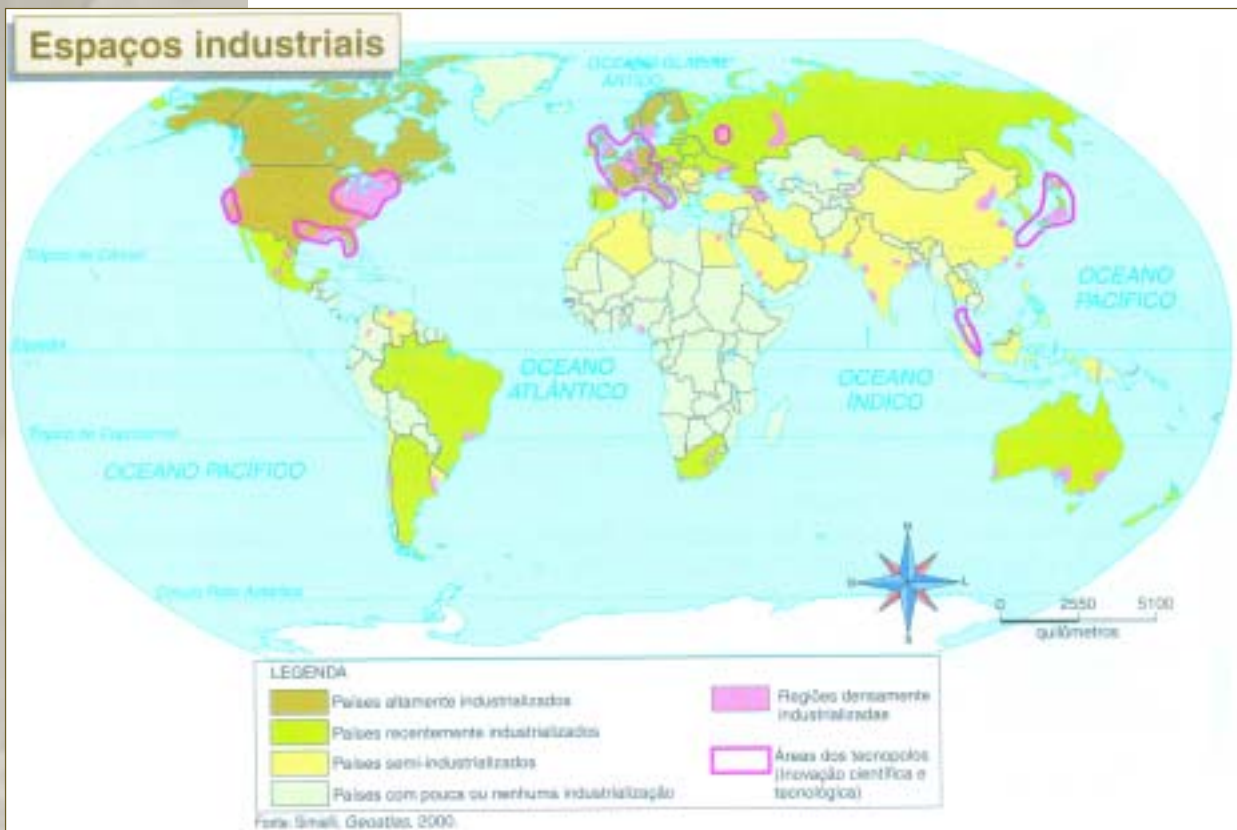 Espaços industriais
OCEANO GLACIAL
ÁRTICO
Trópico de Câncer
OCEANO
PACÍFICO
Equador
OCEANO
ATLÂNTICO
OCEANO
ÍNDICO
Trópico de Capricórnio
OCEANO PACÍFICO
Círculo Polar Antártico
N
L
S
0 2550 5100
quilômetros
LEGENDA
Países altamente industrializados
Países recentemente industrializados
Países semi-industrializados
Países com pouca ou nenhuma industrialização
Regiões densamente
industrializadas
Áreas dos tecnopolos
(inovação científica e
tecnológica)
Fonte: Simielli, Geoatlas, 2000.